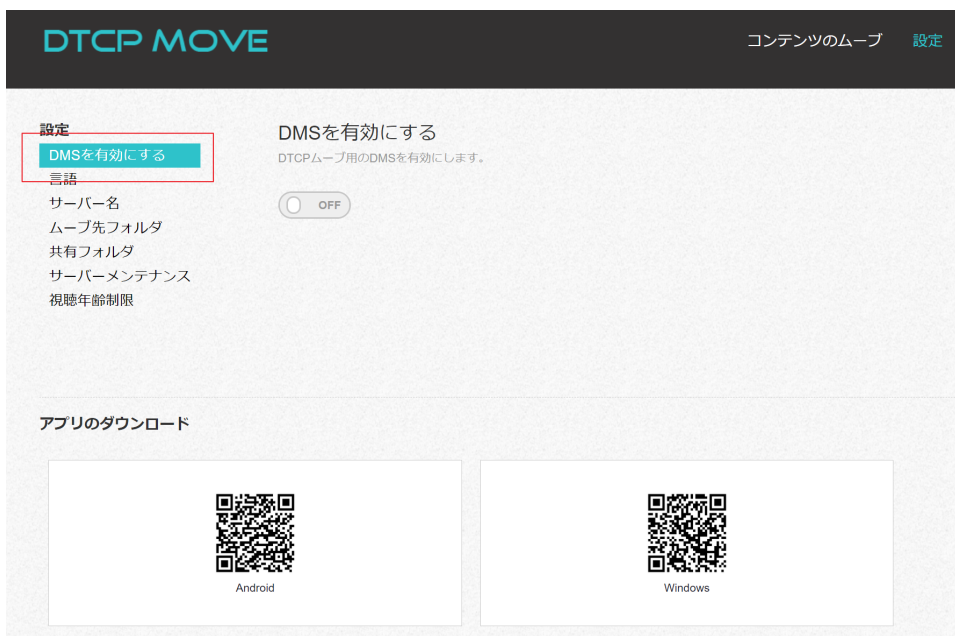 DTCP MOVE
コンテンツのムーブ 設定
設定
DMSを有効にする
言語
サーバー名
ムーブ先フォルダ
共有フォルダ
サーバーメンテナンス
視聴年齢制限
DMSを有効にする
DTCPムーブ用のDMSを有効にします。
OFF
アプリのダウンロード
Android
Windows